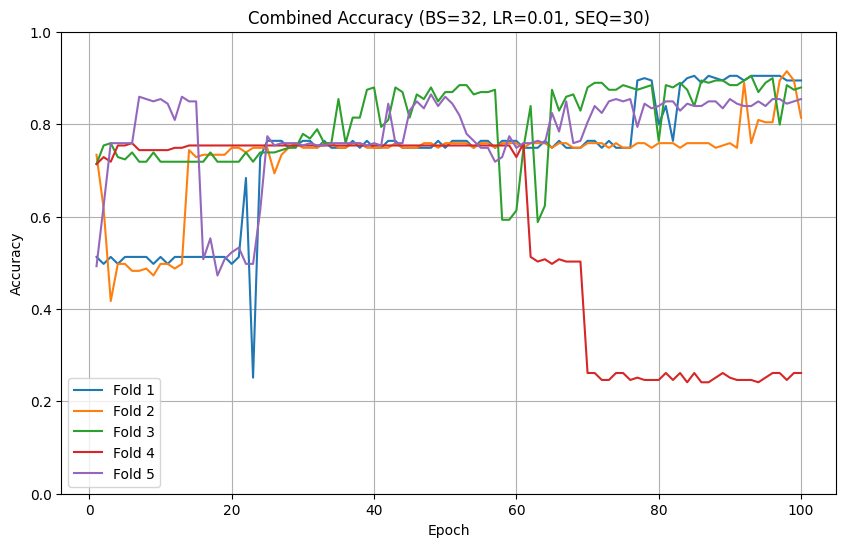 Combined Accuracy (BS=32, LR=0.01, SEQ=30)
Accuracy
1.0
0.8
0.6
0.4
0.2
0.0
Fold 1
Fold 2
Fold 3
Fold 4
Fold 5
0 20 40 60 80 100
Epoch